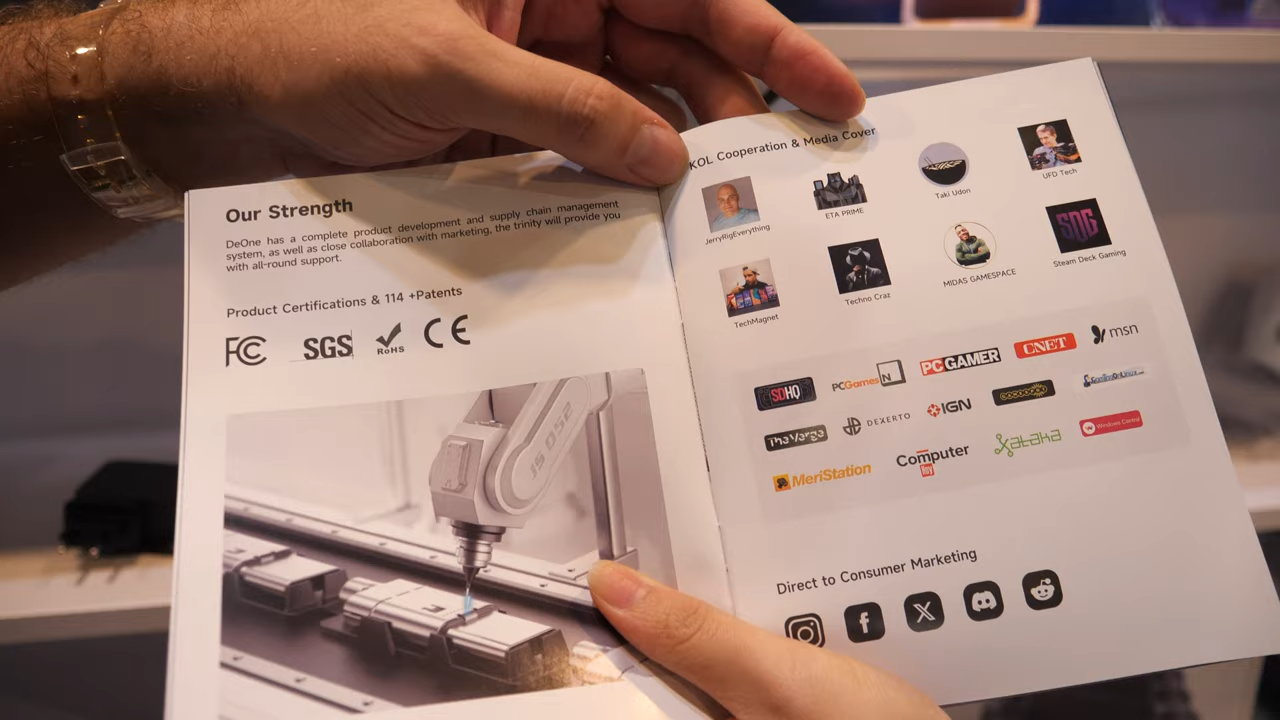 Our Strength
DeOne has a complete product development and supply chain management
system, as well as close collaboration with marketing, the trinity will provide you
with all-round support.
Product Certifications & 114 +Patents
FC
SGS
RoHS
CE
KOL Cooperation & Media Cover
JerryRigEverything
ETA PRIME
Taki Udon
UFD Tech
TechMagnet
Techno Craz
MIDAS GAMESPACE
SDG
Steam Deck Gaming
SDHQ
PCGamesN
PC GAMER
CNET
msn
The Verge
DEXERTO
IGN
GamingOnLinux
MeriStation
Computer
Hoy
Xataka
Windows Central
Direct to Consumer Marketing